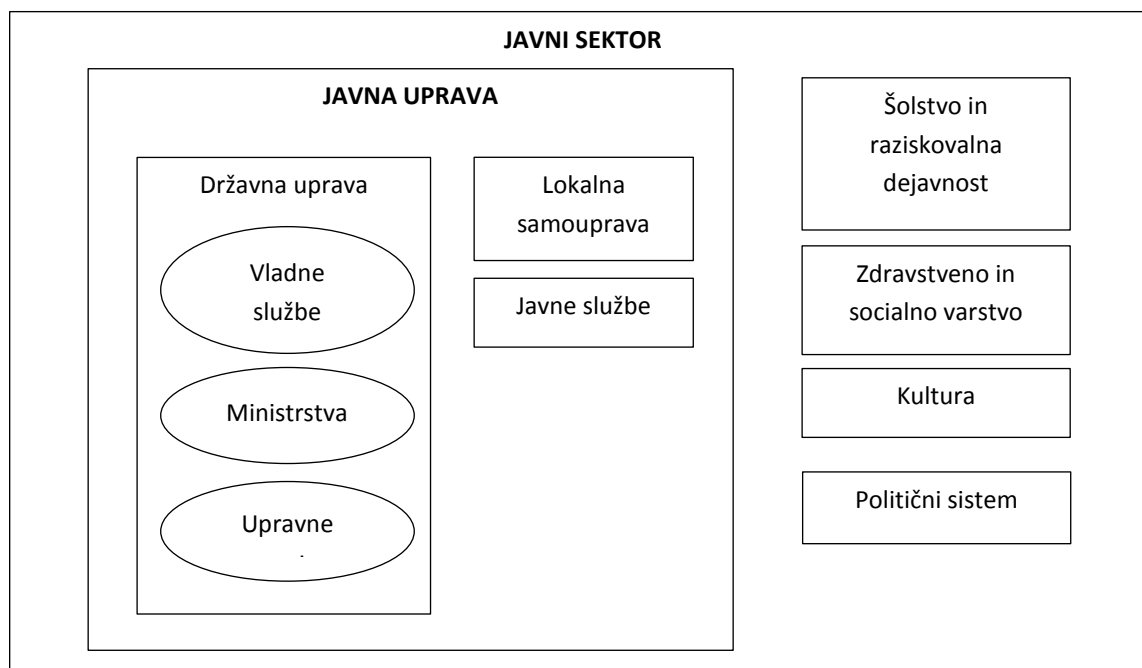 JAVNI SEKTOR
JAVNA UPRAVA
Državna uprava
Vladne
službe
Ministrstva
Upravne
Lokalna
samouprava
Javne službe
Šolstvo in
raziskovalna
dejavnost
Zdravstveno in
socialno varstvo
Kultura
Politični sistem